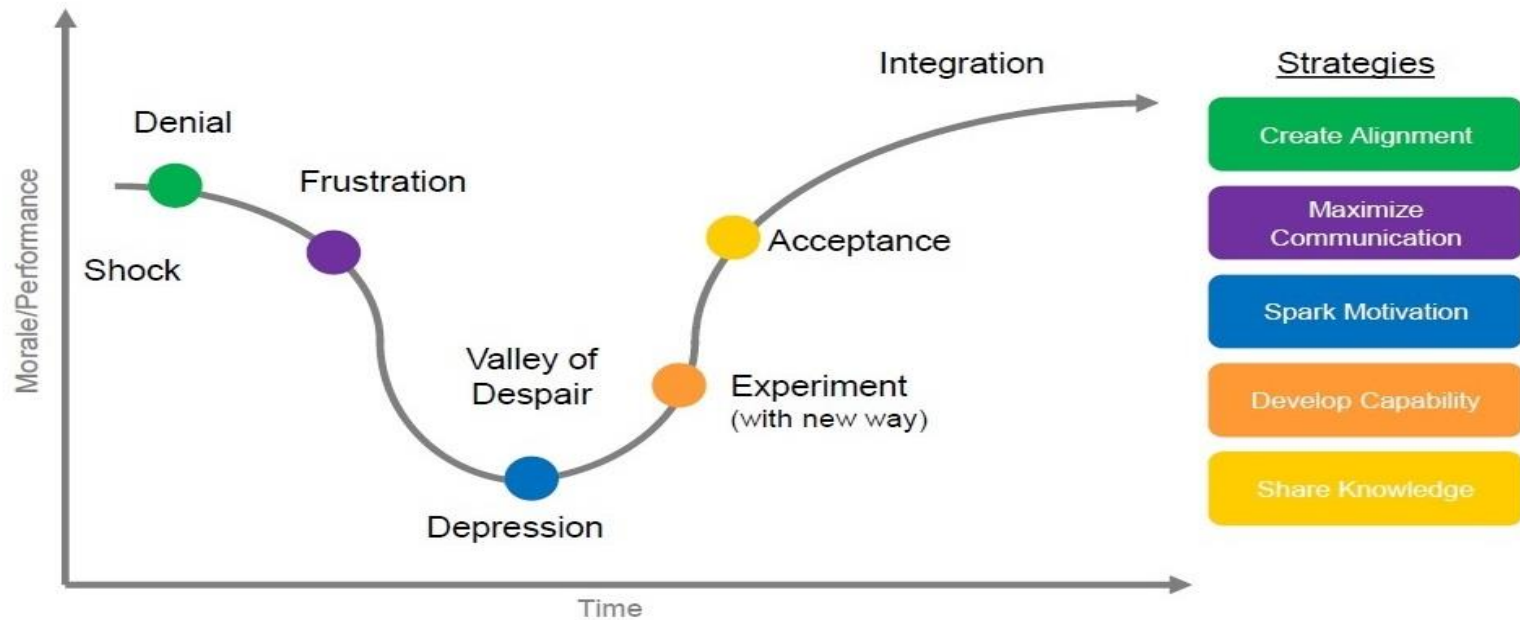 Morale/Performance
Denial
Shock
Frustration
Valley of
Despair
Depression
Experiment
(with new way)
Acceptance
Integration
Time
Strategies
Create Alignment
Maximize
Communication
Spark Motivation
Develop Capability
Share Knowledge